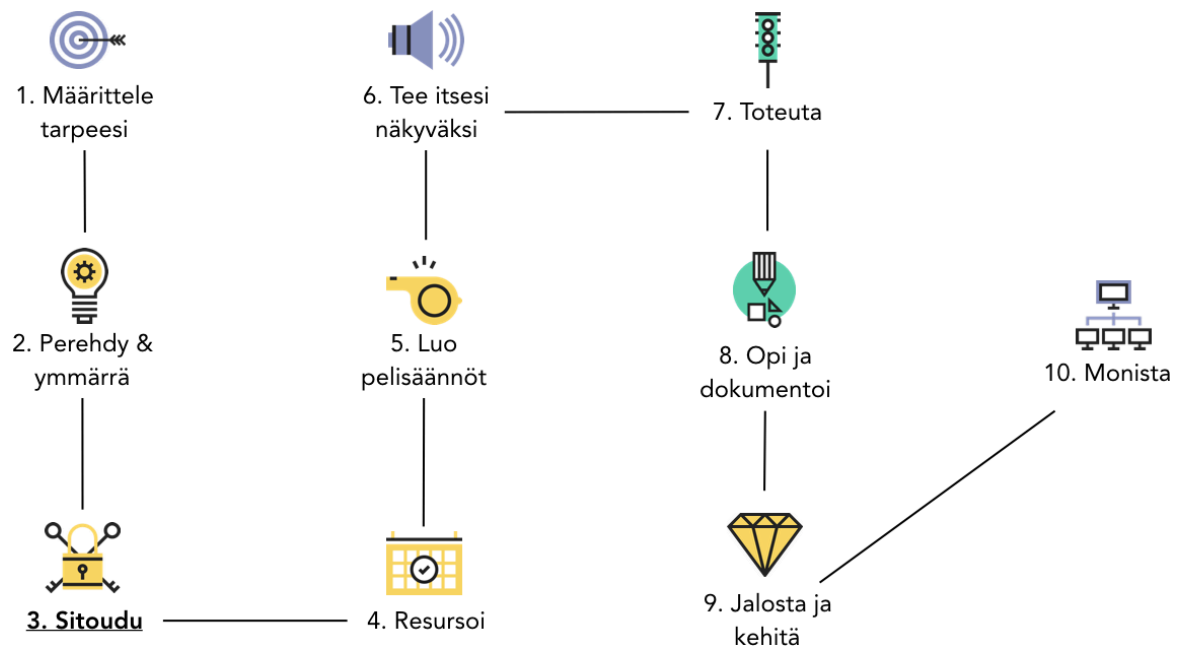 1. Määrittele
tarpeesi
2. Perehdy &
ymmärrä
3. Sitoudu
4. Resursoi
5. Luo
pelisäännöt
6. Tee itsesi
näkyväksi
7. Toteuta
8. Opi ja
dokumentoi
9. Jalosta ja
kehitä
10. Monista